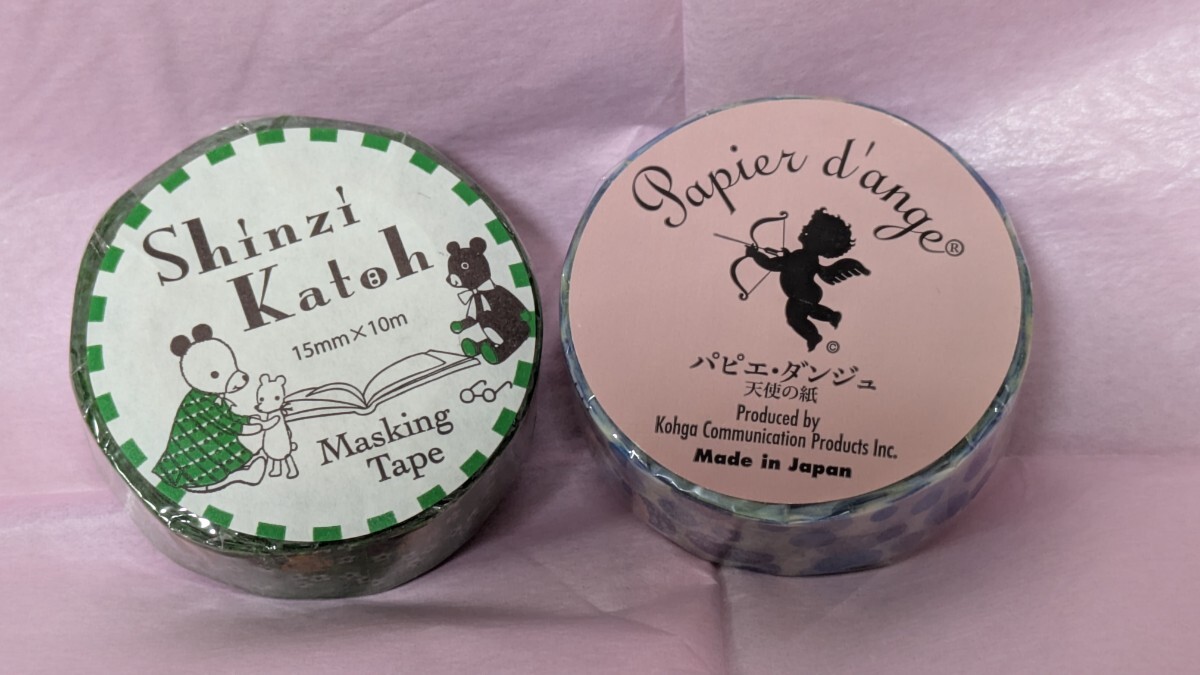 Shinzi
Katoh
15mm×10m
Masking
Tape
Papier d'ange®
©
パピエ・ダンジュ
天使の紙
Produced by
Kohga Communication Products Inc.
Made in Japan